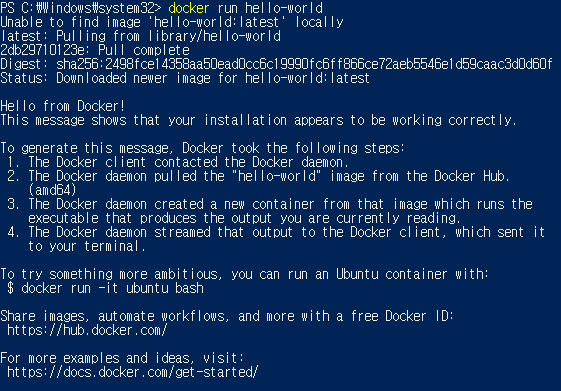 PS C:₩Windows₩system32> docker run hello-world
Unable to find image 'hello-world:latest' locally
latest: Pulling from library/hello-world
2db29710123e: Pull complete
Digest: sha256:2498fce14358aa50ead0cc6c19990fc6ff866ce72aeb5546e1d59caac3d0d60f
Status: Downloaded newer image for hello-world:latest
Hello from Docker!
This message shows that your installation appears to be working correctly.
To generate this message, Docker took the following steps:
1. The Docker client contacted the Docker daemon.
2. The Docker daemon pulled the "hello-world" image from the Docker Hub.
(amd64)
3. The Docker daemon created a new container from that image which runs the
executable that produces the output you are currently reading.
4. The Docker daemon streamed that output to the Docker client, which sent it
to your terminal.
To try something more ambitious, you can run an Ubuntu container with:
$ docker run -it ubuntu bash
Share images, automate workflows, and more with a free Docker ID:
https://hub.docker.com/
For more examples and ideas, visit:
https://docs.docker.com/get-started/